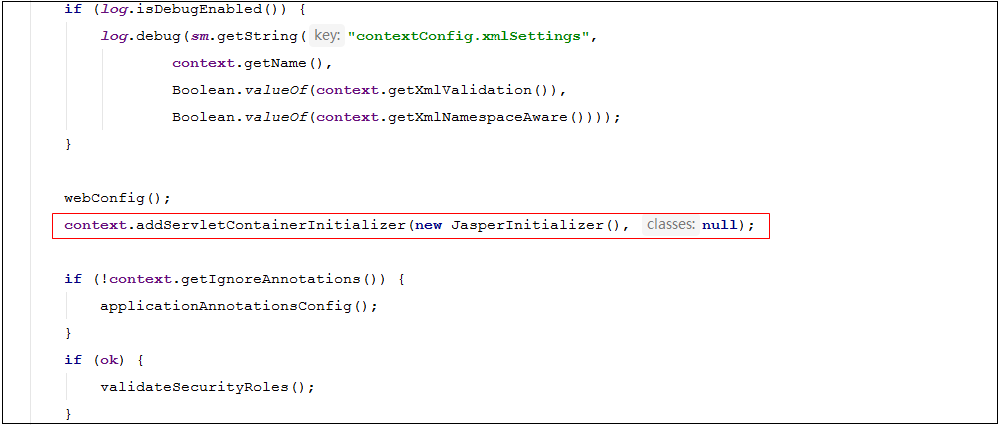 if (log.isDebugEnabled()) {
log.debug(sm.getString( key: "contextConfig.xmlSettings",
context.getName(),
Boolean.valueOf(context.getXmlValidation()),
Boolean.valueOf(context.getXmlNamespaceAware())));
}
webConfig();
context.addServletContainerInitializer(new JasperInitializer(), classes: null);
if (!context.getIgnoreAnnotations()) {
applicationAnnotationsConfig();
}
if (ok) {
validateSecurityRoles();
}